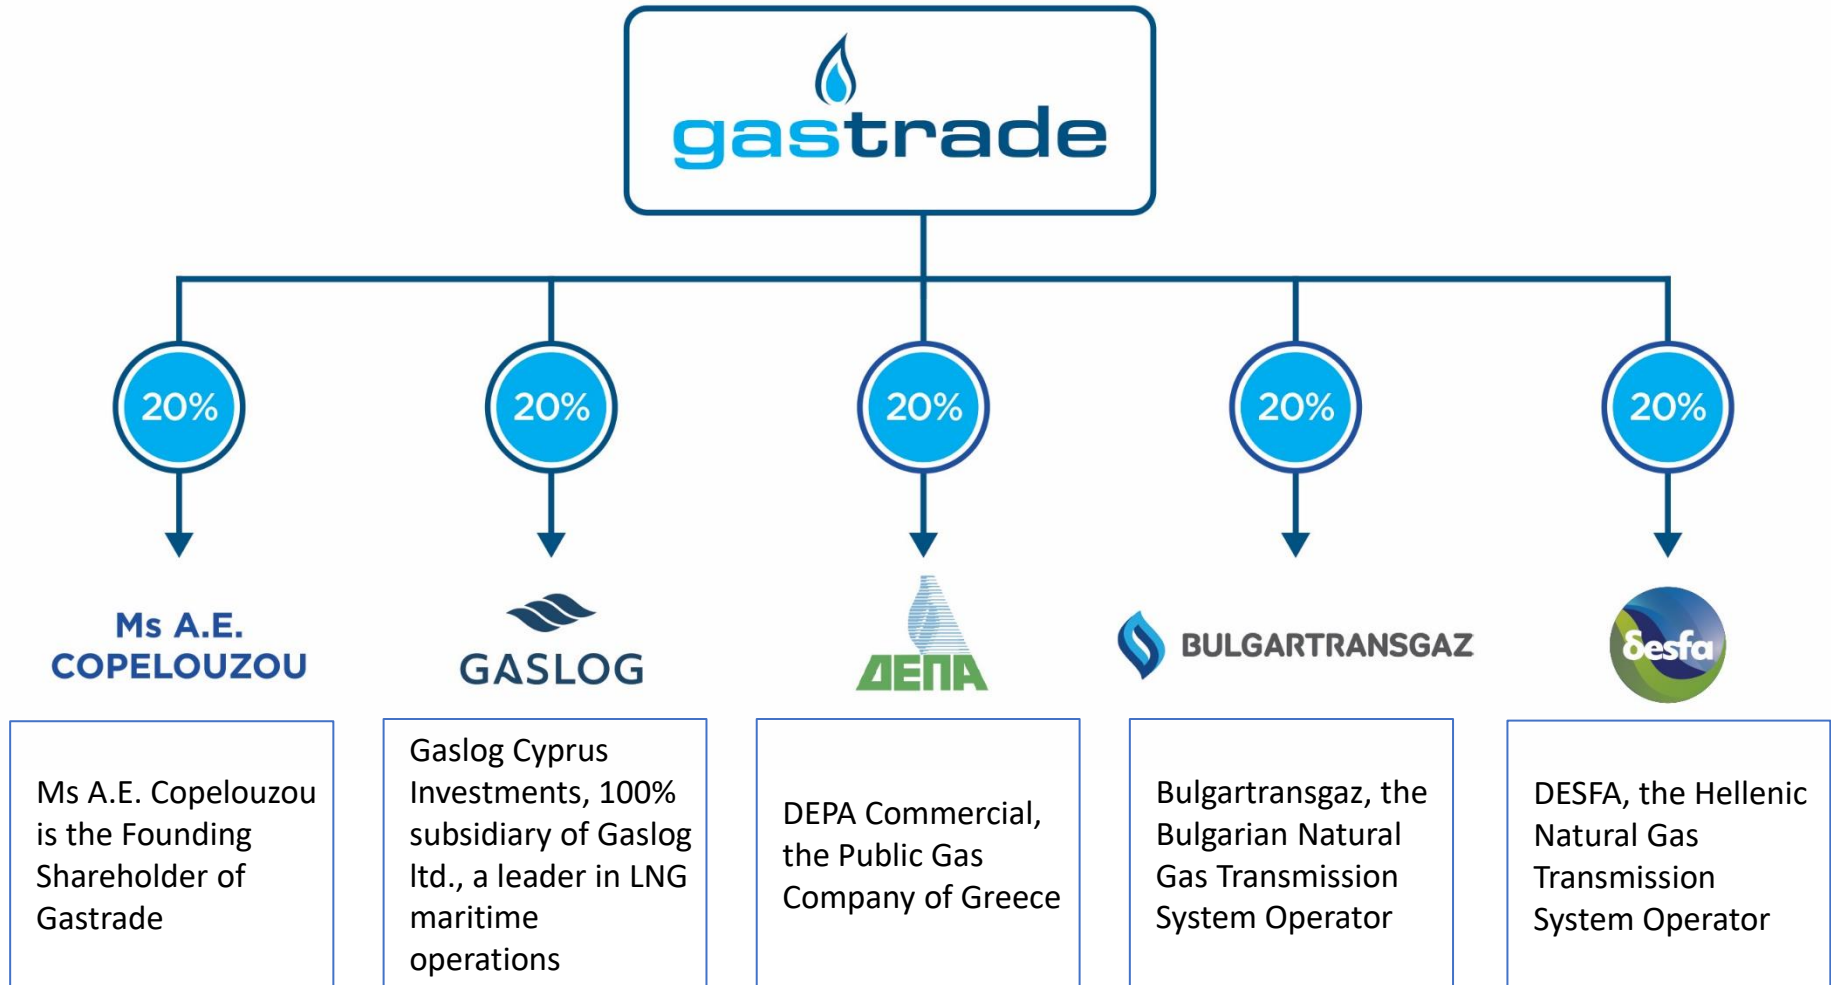 gastrade
20%
20%
20%
20%
20%
Ms A.E.
COPELOUZOU
GASLOG
ΔΕΠΑ
BULGARTRANSGAZ
δesfa
Ms A.E. Copelouzou
is the Founding
Shareholder of
Gastrade
Gaslog Cyprus
Investments, 100%
subsidiary of Gaslog
ltd., a leader in LNG
maritime
operations
DEPA Commercial,
the Public Gas
Company of Greece
Bulgartransgaz, the
Bulgarian Natural
Gas Transmission
System Operator
DESFA, the Hellenic
Natural Gas
Transmission
System Operator